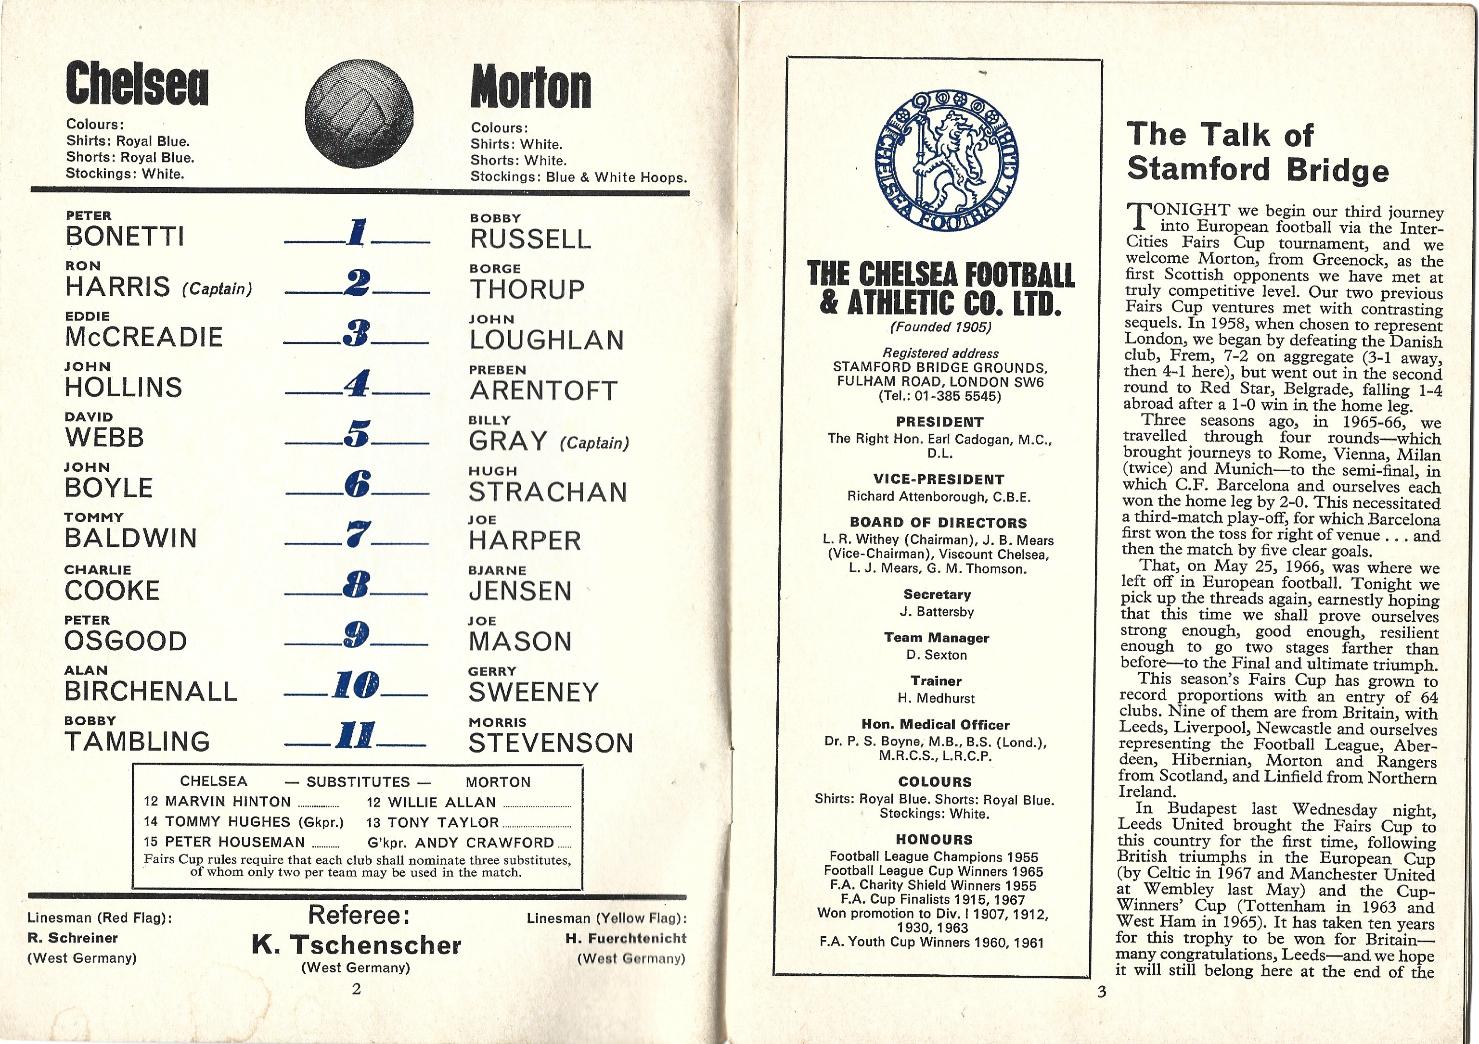 Chelsea
Colours:
Shirts: Royal Blue.
Shorts: Royal Blue.
Stockings: White.
Morton
Colours:
Shirts: White.
Shorts: White.
Stockings: Blue & White Hoops.
PETER
BONETTI
1
BOBBY
RUSSELL
RON
HARRIS (Captain)
2
BORGE
THORUP
EDDIE
McCREADIE
3
JOHN
LOUGHLAN
JOHN
HOLLINS
4
PREBEN
ARENTOFT
DAVID
WEBB
5
BILLY
GRAY (Captain)
JOHN
BOYLE
6
HUGH
STRACHAN
TOMMY
BALDWIN
7
JOE
HARPER
CHARLIE
COOKE
8
BJARNE
JENSEN
PETER
OSGOOD
9
JOE
MASON
ALAN
BIRCHENALL
10
GERRY
SWEENEY
BOBBY
TAMBLING
11
MORRIS
STEVENSON
CHELSEA — SUBSTITUTES — MORTON
12 MARVIN HINTON ............ 12 WILLIE ALLAN ............
14 TOMMY HUGHES (Gkpr.) 13 TONY TAYLOR ............
15 PETER HOUSEMAN ........ G'kpr. ANDY CRAWFORD ....
Fairs Cup rules require that each club shall nominate three substitutes,
of whom only two per team may be used in the match.
Linesman (Red Flag):
R. Schreiner
(West Germany)
Referee:
K. Tschenscher
(West Germany)
Linesman (Yellow Flag):
H. Fuerchtenicht
(West Germany)
2
CHELSEA FOOTBALL CLUB
THE CHELSEA FOOTBALL
& ATHLETIC CO. LTD.
(Founded 1905)
Registered address
STAMFORD BRIDGE GROUNDS,
FULHAM ROAD, LONDON SW6
(Tel.: 01-385 5545)
PRESIDENT
The Right Hon. Earl Cadogan, M.C.,
D.L.
VICE-PRESIDENT
Richard Attenborough, C.B.E.
BOARD OF DIRECTORS
L. R. Withey (Chairman), J. B. Mears
(Vice-Chairman), Viscount Chelsea,
L. J. Mears, G. M. Thomson.
Secretary
J. Battersby
Team Manager
D. Sexton
Trainer
H. Medhurst
Hon. Medical Officer
Dr. P. S. Boyne, M.B., B.S. (Lond.),
M.R.C.S., L.R.C.P.
COLOURS
Shirts: Royal Blue. Shorts: Royal Blue.
Stockings: White.
HONOURS
Football League Champions 1955
Football League Cup Winners 1965
F.A. Charity Shield Winners 1955
F.A. Cup Finalists 1915, 1967
Won promotion to Div. I 1907, 1912,
1930, 1963
F.A. Youth Cup Winners 1960, 1961
The Talk of
Stamford Bridge
TONIGHT we begin our third journey
into European football via the Inter-
Cities Fairs Cup tournament, and we
welcome Morton, from Greenock, as the
first Scottish opponents we have met at
truly competitive level. Our two previous
Fairs Cup ventures met with contrasting
sequels. In 1958, when chosen to represent
London, we began by defeating the Danish
club, Frem, 7-2 on aggregate (3-1 away,
then 4-1 here), but went out in the second
round to Red Star, Belgrade, falling 1-4
abroad after a 1-0 win in the home leg.
Three seasons ago, in 1965-66, we
travelled through four rounds—which
brought journeys to Rome, Vienna, Milan
(twice) and Munich—to the semi-final, in
which C.F. Barcelona and ourselves each
won the home leg by 2-0. This necessitated
a third-match play-off, for which Barcelona
first won the toss for right of venue . . . and
then the match by five clear goals.
That, on May 25, 1966, was where we
left off in European football. Tonight we
pick up the threads again, earnestly hoping
that this time we shall prove ourselves
strong enough, good enough, resilient
enough to go two stages farther than
before—to the Final and ultimate triumph.
This season's Fairs Cup has grown to
record proportions with an entry of 64
clubs. Nine of them are from Britain, with
Leeds, Liverpool, Newcastle and ourselves
representing the Football League, Aber-
deen, Hibernian, Morton and Rangers
from Scotland, and Linfield from Northern
Ireland.
In Budapest last Wednesday night,
Leeds United brought the Fairs Cup to
this country for the first time, following
British triumphs in the European Cup
(by Celtic in 1967 and Manchester United
at Wembley last May) and the Cup-
Winners' Cup (Tottenham in 1963 and
West Ham in 1965). It has taken ten years
for this trophy to be won for Britain—
many congratulations, Leeds—and we hope
it will still belong here at the end of the
3